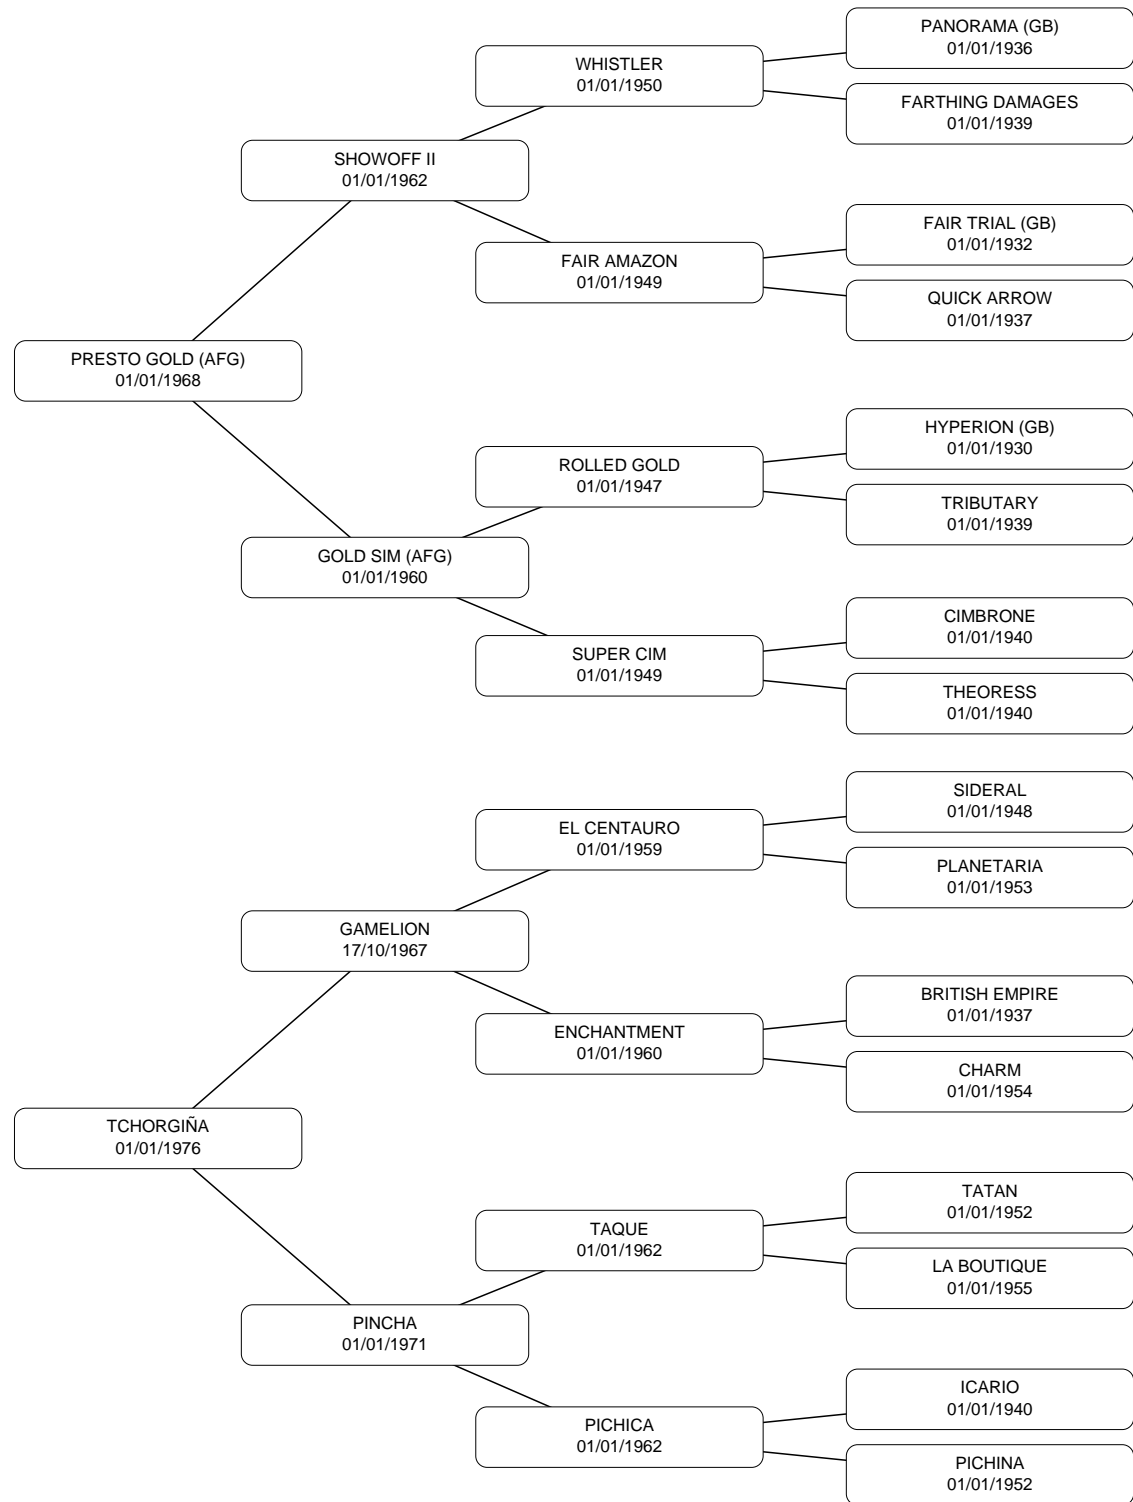 PANORAMA (GB)
01/01/1936
WHISTLER
01/01/1950
FARTHING DAMAGES
01/01/1939
SHOWOFF II
01/01/1962
FAIR TRIAL (GB)
01/01/1932
FAIR AMAZON
01/01/1949
QUICK ARROW
01/01/1937
PRESTO GOLD (AFG)
01/01/1968
HYPERION (GB)
01/01/1930
ROLLED GOLD
01/01/1947
TRIBUTARY
01/01/1939
GOLD SIM (AFG)
01/01/1960
CIMBRONE
01/01/1940
SUPER CIM
01/01/1949
THEORESS
01/01/1940
SIDERAL
01/01/1948
EL CENTAURO
01/01/1959
PLANETARIA
01/01/1953
GAMELION
17/10/1967
BRITISH EMPIRE
01/01/1937
ENCHANTMENT
01/01/1960
CHARM
01/01/1954
TCHORGIÑA
01/01/1976
TATAN
01/01/1952
TAQUE
01/01/1962
LA BOUTIQUE
01/01/1955
PINCHA
01/01/1971
ICARIO
01/01/1940
PICHICA
01/01/1962
PICHINA
01/01/1952